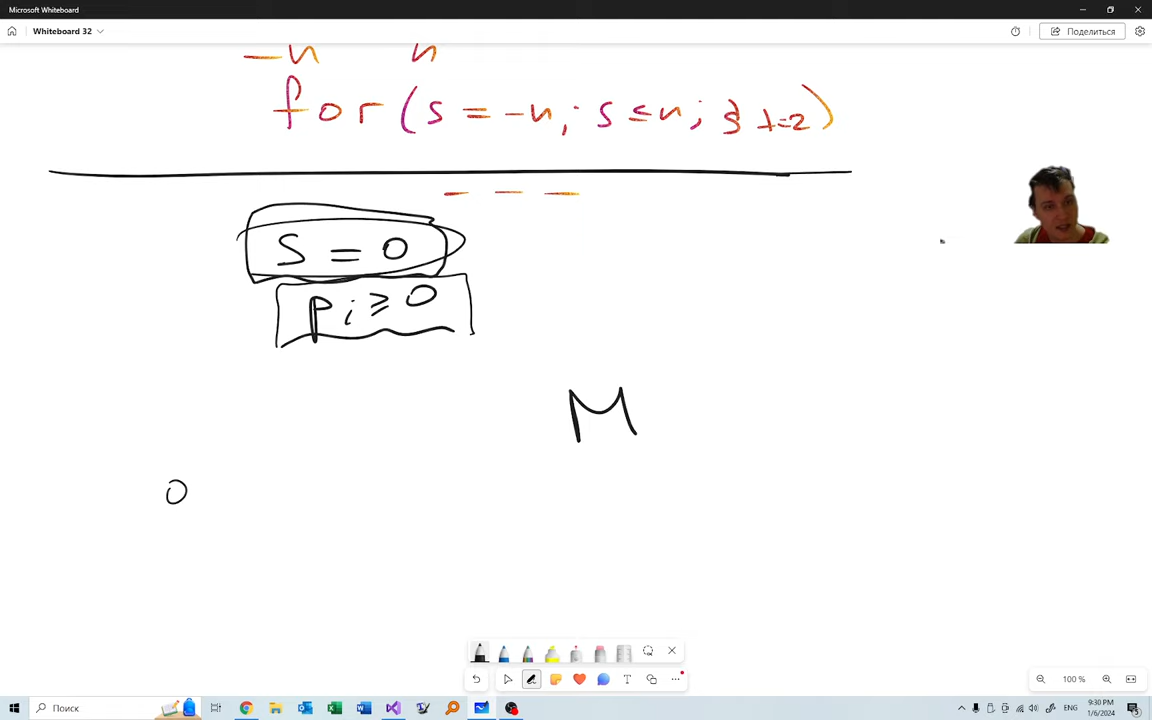 Microsoft Whiteboard
Whiteboard 32
Поделиться
-n n
for(s = -n; s ≤ n; s += 2)
S = 0
Pi ≥ 0
M
0
100 %
Поиск
ENG
9:30 PM
1/6/2024
5